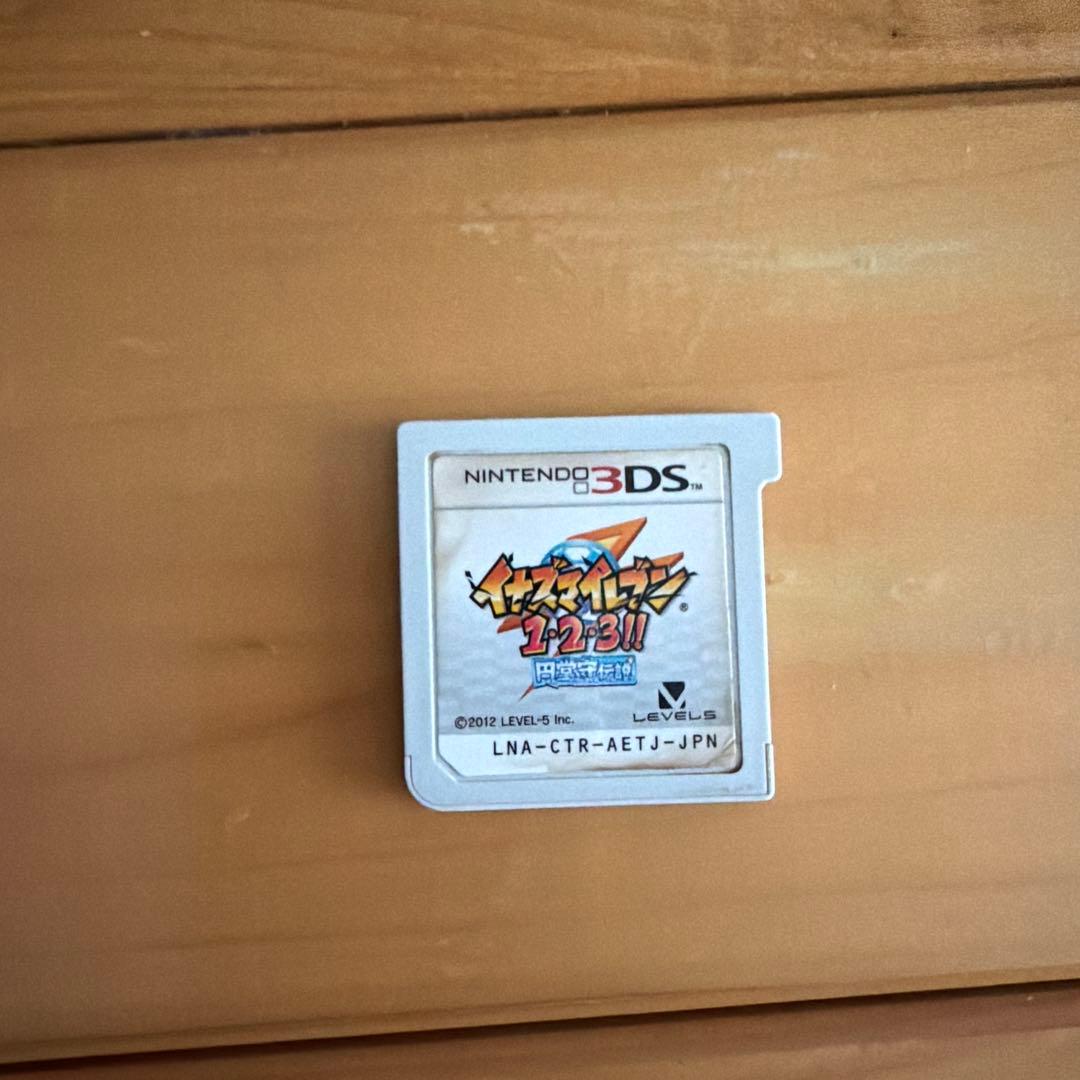 NINTENDO 3DS™
イナズマイレブン®
1・2・3!!
円堂守伝説
©2012 LEVEL-5 Inc.
LEVEL5
LNA-CTR-AETJ-JPN